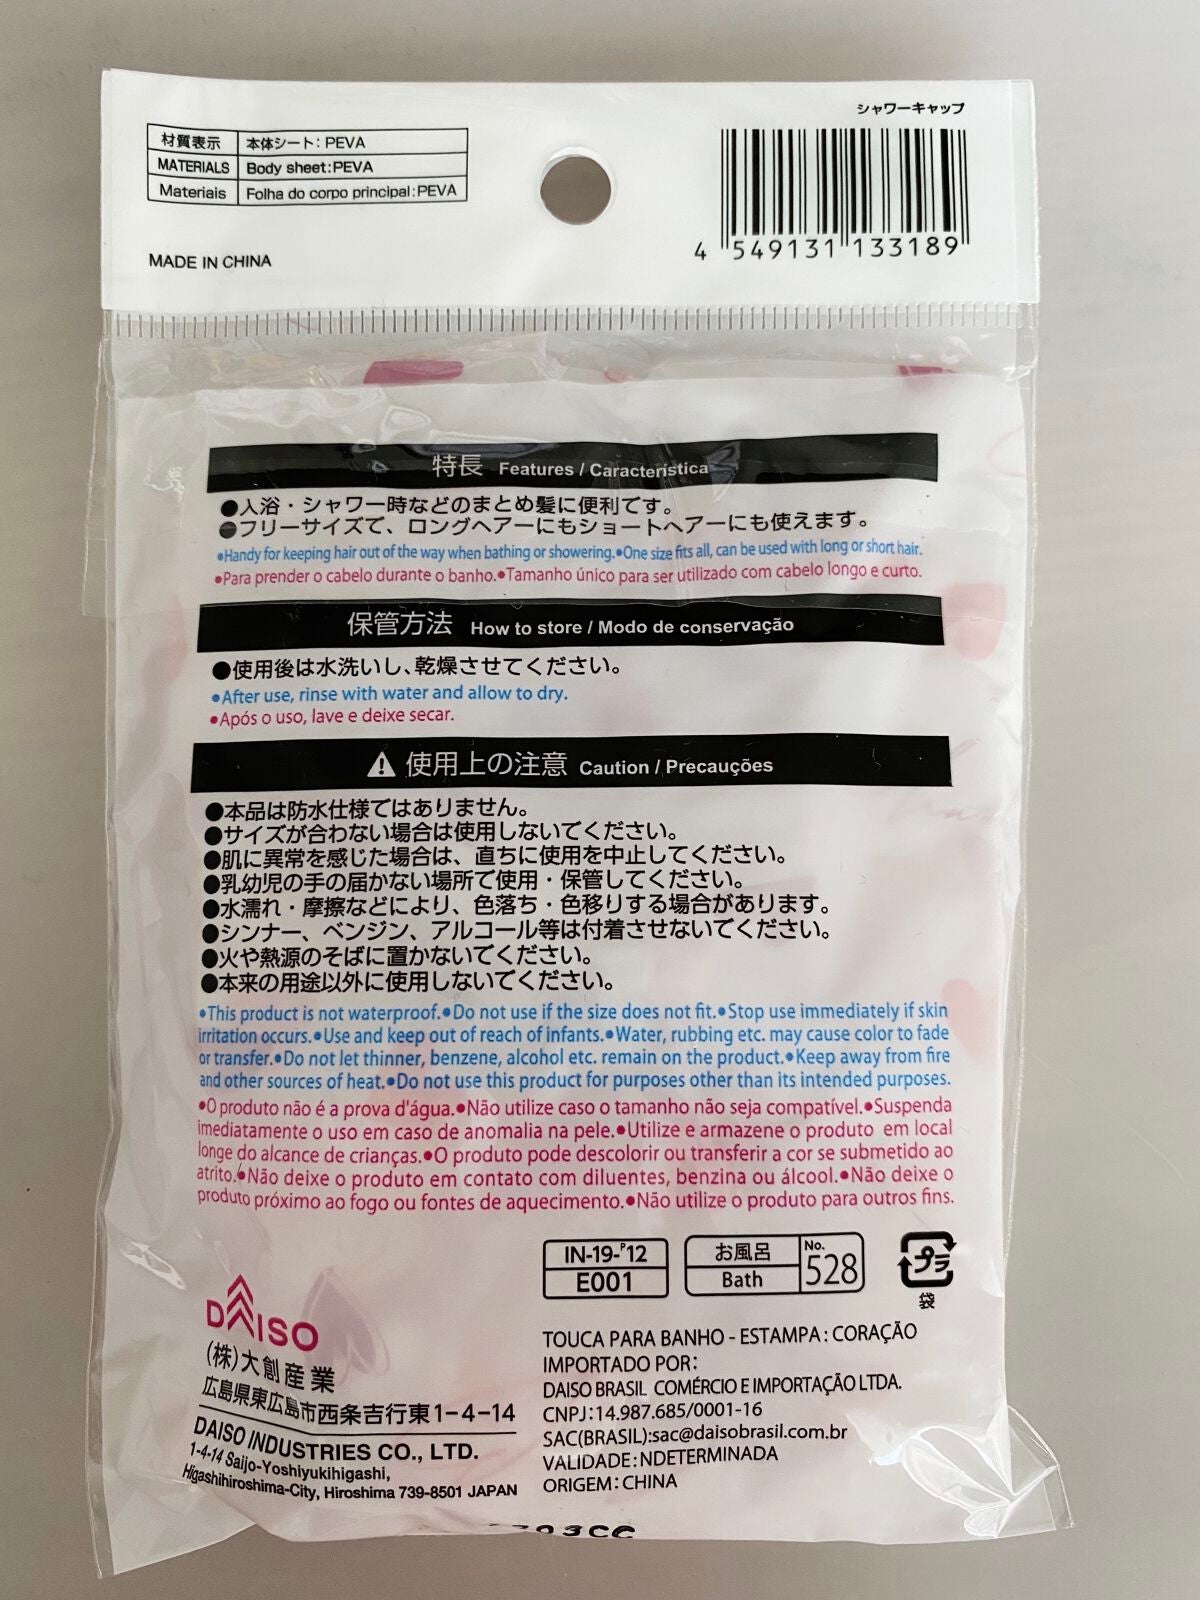 シャワーキャップ
材質表示 本体シート：PEVA
MATERIALS Body sheet:PEVA
Materiais Folha do corpo principal:PEVA
4 549131 133189
MADE IN CHINA
特長 Features / Característica
●入浴・シャワー時などのまとめ髪に便利です。
●フリーサイズで、ロングヘアーにもショートヘアーにも使えます。
●Handy for keeping hair out of the way when bathing or showering.●One size fits all, can be used with long or short hair.
●Para prender o cabelo durante o banho.●Tamanho único para ser utilizado com cabelo longo e curto.
保管方法 How to store / Modo de conservação
●使用後は水洗いし、乾燥させてください。
●After use, rinse with water and allow to dry.
●Após o uso, lave e deixe secar.
⚠ 使用上の注意 Caution / Precauções
●本品は防水仕様ではありません。
●サイズが合わない場合は使用しないでください。
●肌に異常を感じた場合は、直ちに使用を中止してください。
●乳幼児の手の届かない場所で使用・保管してください。
●水濡れ・摩擦などにより、色落ち・色移りする場合があります。
●シンナー、ベンジン、アルコール等は付着させないでください。
●火や熱源のそばに置かないでください。
●本来の用途以外に使用しないでください。
●This product is not waterproof.●Do not use if the size does not fit.●Stop use immediately if skin
irritation occurs.●Use and keep out of reach of infants.●Water, rubbing etc. may cause color to fade
or transfer.●Do not let thinner, benzene, alcohol etc. remain on the product.●Keep away from fire
and other sources of heat.●Do not use this product for purposes other than its intended purposes.
●O produto não é a prova d'água.●Não utilize caso o tamanho não seja compatível.●Suspenda
imediatamente o uso em caso de anomalia na pele.●Utilize e armazene o produto em local
longe do alcance de crianças.●O produto pode descolorir ou transferir a cor se submetido ao
atrito.●Não deixe o produto em contato com diluentes, benzina ou álcool.●Não deixe o
produto próximo ao fogo ou fontes de aquecimento.●Não utilize o produto para outros fins.
IN-19-P12
E001
お風呂 No.
Bath 528
プラ
袋
DAISO
(株)大創産業
広島県東広島市西条吉行東1-4-14
DAISO INDUSTRIES CO., LTD.
1-4-14 Saijo-Yoshiyukihigashi,
Higashihiroshima-City, Hiroshima 739-8501 JAPAN
TOUCA PARA BANHO - ESTAMPA : CORAÇÃO
IMPORTADO POR:
DAISO BRASIL COMÉRCIO E IMPORTAÇÃO LTDA.
CNPJ:14.987.685/0001-16
SAC(BRASIL):sac@daisobrasil.com.br
VALIDADE:NDETERMINADA
ORIGEM:CHINA